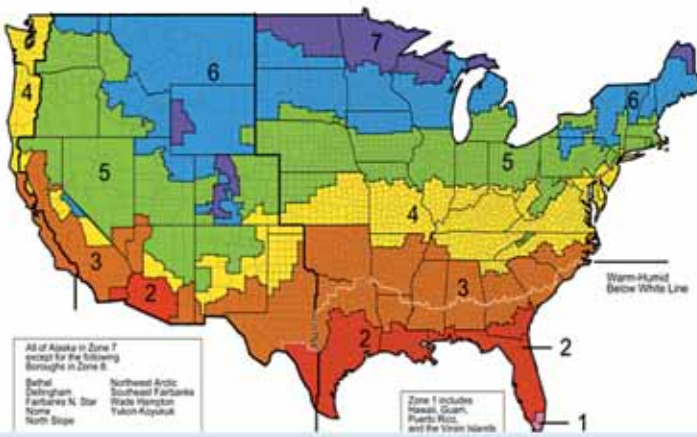 7
6
6
4
5
5
4
3
3
2
2
Warm-Humid
Below White Line
2
1
All of Alaska in Zone 7
except for the following
Boroughs in Zone 8:
Bethel
Dellingham
Fairbanks N. Star
Nome
North Slope
Northwest Arctic
Southeast Fairbanks
Wade Hampton
Yukon-Koyukuk
Zone 1 includes
Hawaii, Guam,
Puerto Rico,
and the Virgin Islands